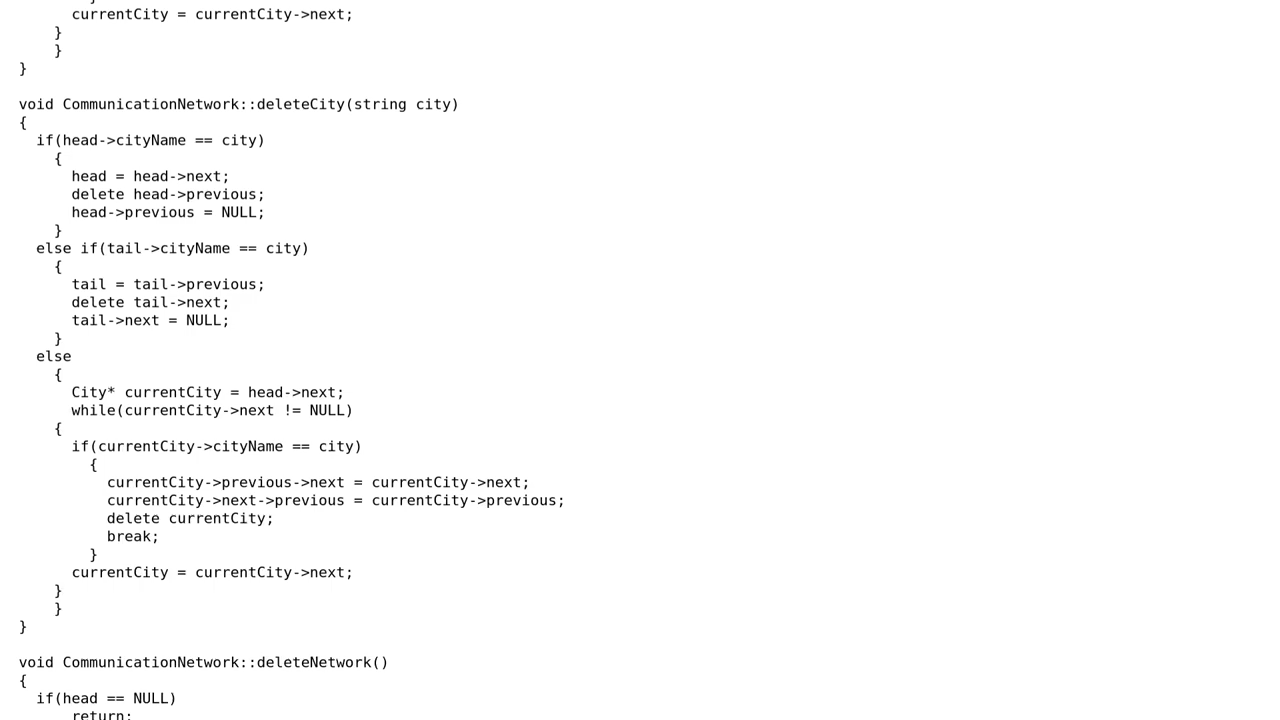 currentCity = currentCity->next;
}
}
}
void CommunicationNetwork::deleteCity(string city)
{
if(head->cityName == city)
{
head = head->next;
delete head->previous;
head->previous = NULL;
}
else if(tail->cityName == city)
{
tail = tail->previous;
delete tail->next;
tail->next = NULL;
}
else
{
City* currentCity = head->next;
while(currentCity->next != NULL)
{
if(currentCity->cityName == city)
{
currentCity->previous->next = currentCity->next;
currentCity->next->previous = currentCity->previous;
delete currentCity;
break;
}
currentCity = currentCity->next;
}
}
}
void CommunicationNetwork::deleteNetwork()
{
if(head == NULL)
return;